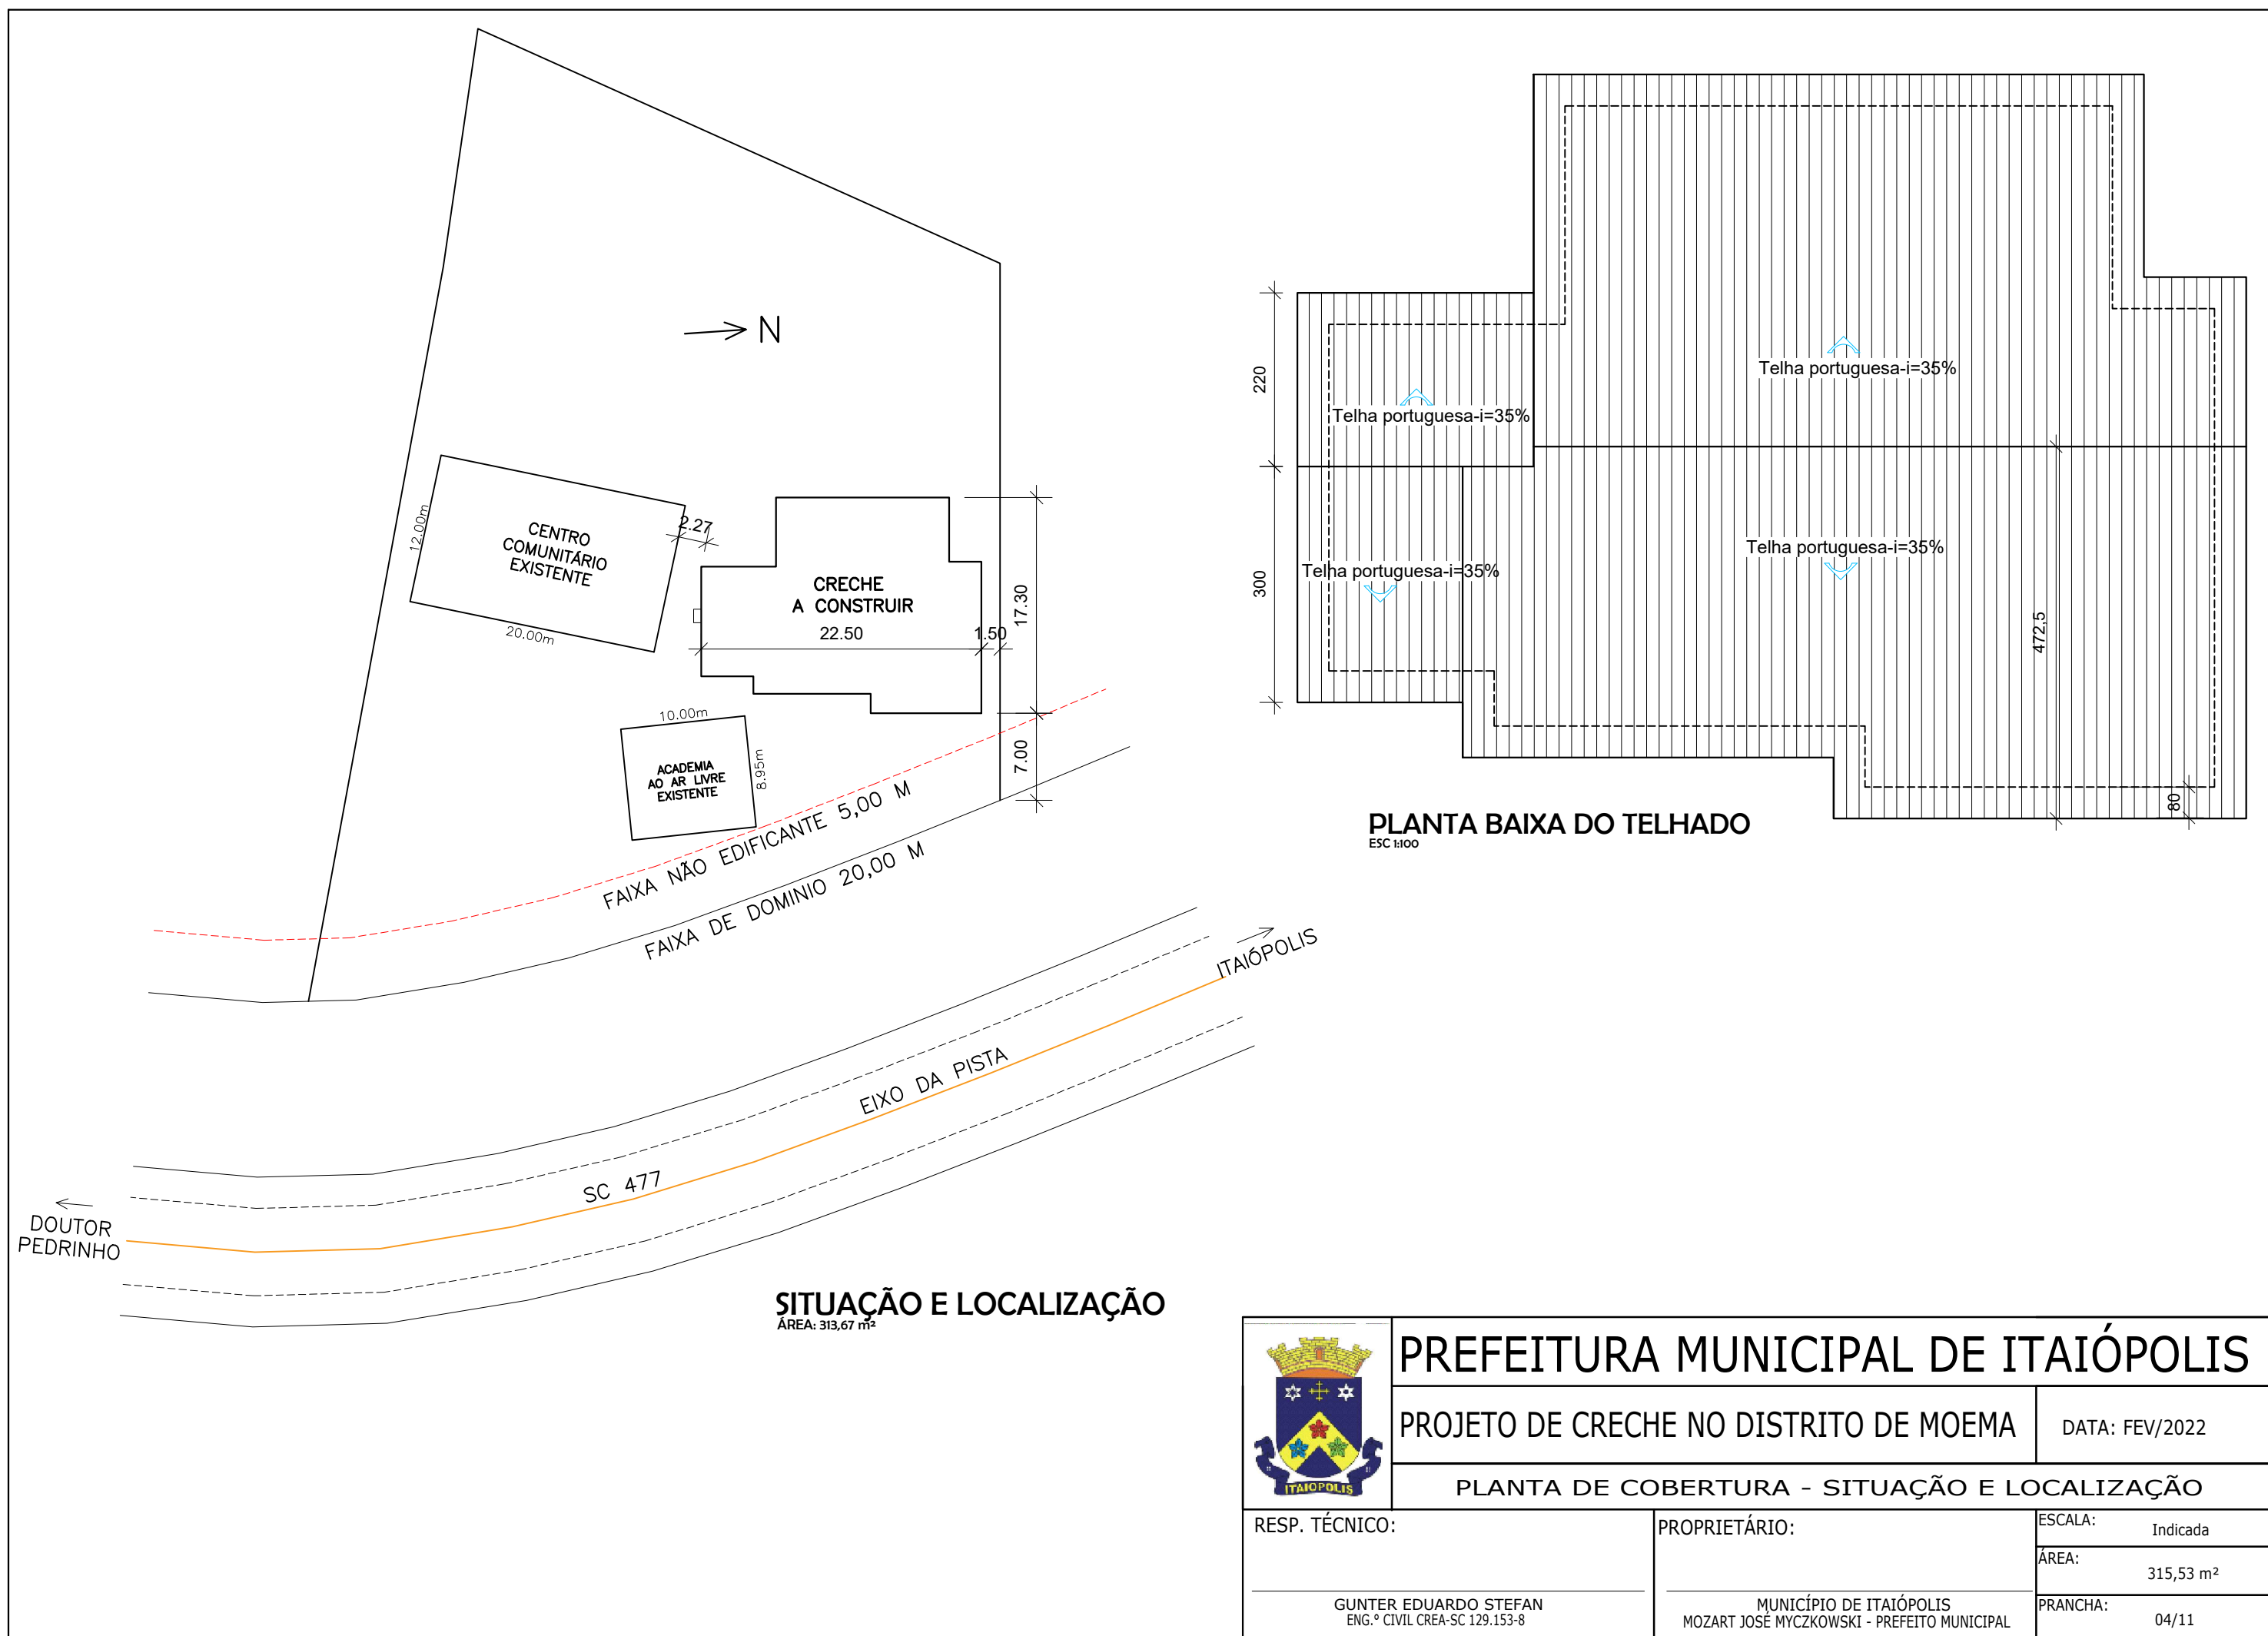 N
12.00m
CENTRO
COMUNITÁRIO
EXISTENTE
20.00m
2.27
CRECHE
A CONSTRUIR
22.50
1.50
17.30
7.00
10.00m
ACADEMIA
AO AR LIVRE
EXISTENTE
8.95m
FAIXA NÃO EDIFICANTE 5,00 M
FAIXA DE DOMINIO 20,00 M
ITAIÓPOLIS
EIXO DA PISTA
SC 477
DOUTOR
PEDRINHO
SITUAÇÃO E LOCALIZAÇÃO
ÁREA: 313,67 m²
220
300
Telha portuguesa-i=35%
Telha portuguesa-i=35%
Telha portuguesa-i=35%
Telha portuguesa-i=35%
472,5
80
PLANTA BAIXA DO TELHADO
ESC 1:100
ITAIOPOLIS
PREFEITURA MUNICIPAL DE ITAIÓPOLIS
PROJETO DE CRECHE NO DISTRITO DE MOEMA
DATA: FEV/2022
PLANTA DE COBERTURA - SITUAÇÃO E LOCALIZAÇÃO
RESP. TÉCNICO:
GUNTER EDUARDO STEFAN
ENG.º CIVIL CREA-SC 129.153-8
PROPRIETÁRIO:
MUNICÍPIO DE ITAIÓPOLIS
MOZART JOSÉ MYCZKOWSKI - PREFEITO MUNICIPAL
ESCALA:
Indicada
ÁREA:
315,53 m²
PRANCHA:
04/11